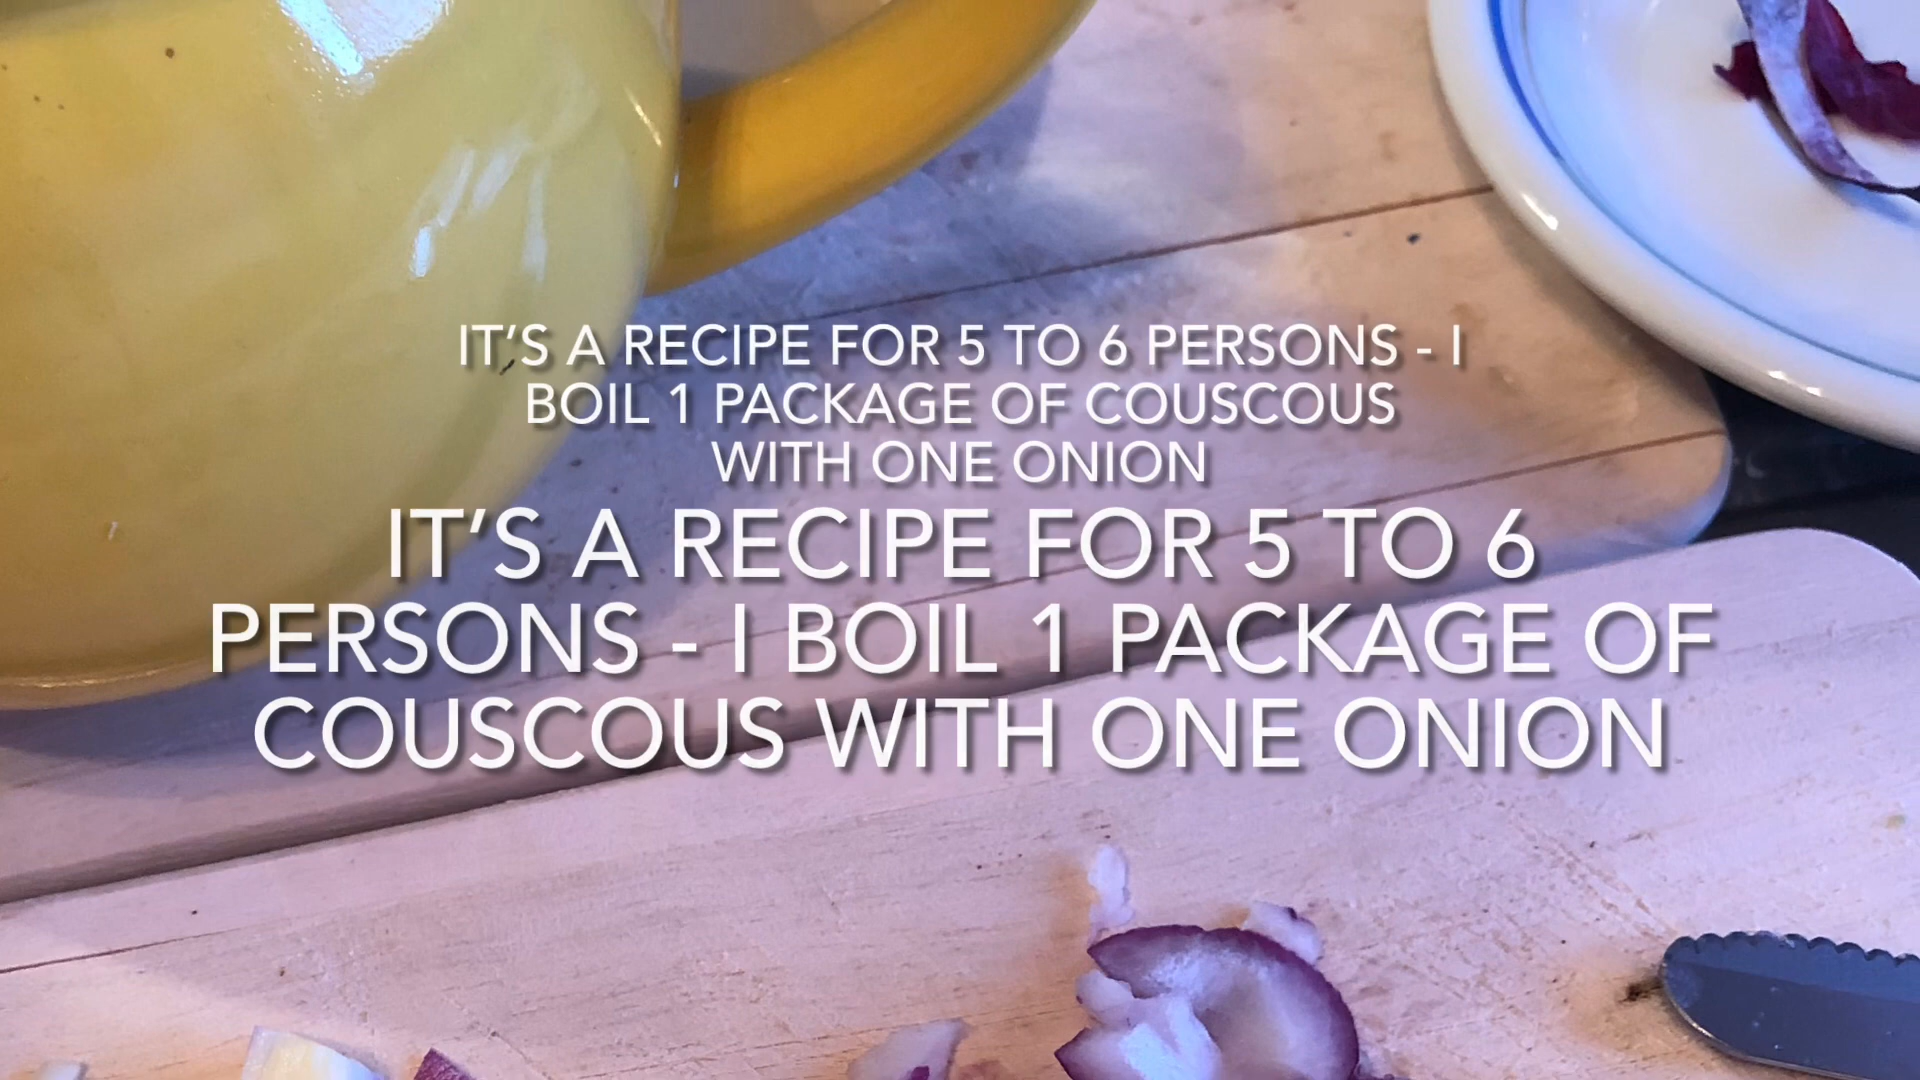 IT’S A RECIPE FOR 5 TO 6 PERSONS - I
BOIL 1 PACKAGE OF COUSCOUS
WITH ONE ONION
IT’S A RECIPE FOR 5 TO 6
PERSONS - I BOIL 1 PACKAGE OF
COUSCOUS WITH ONE ONION